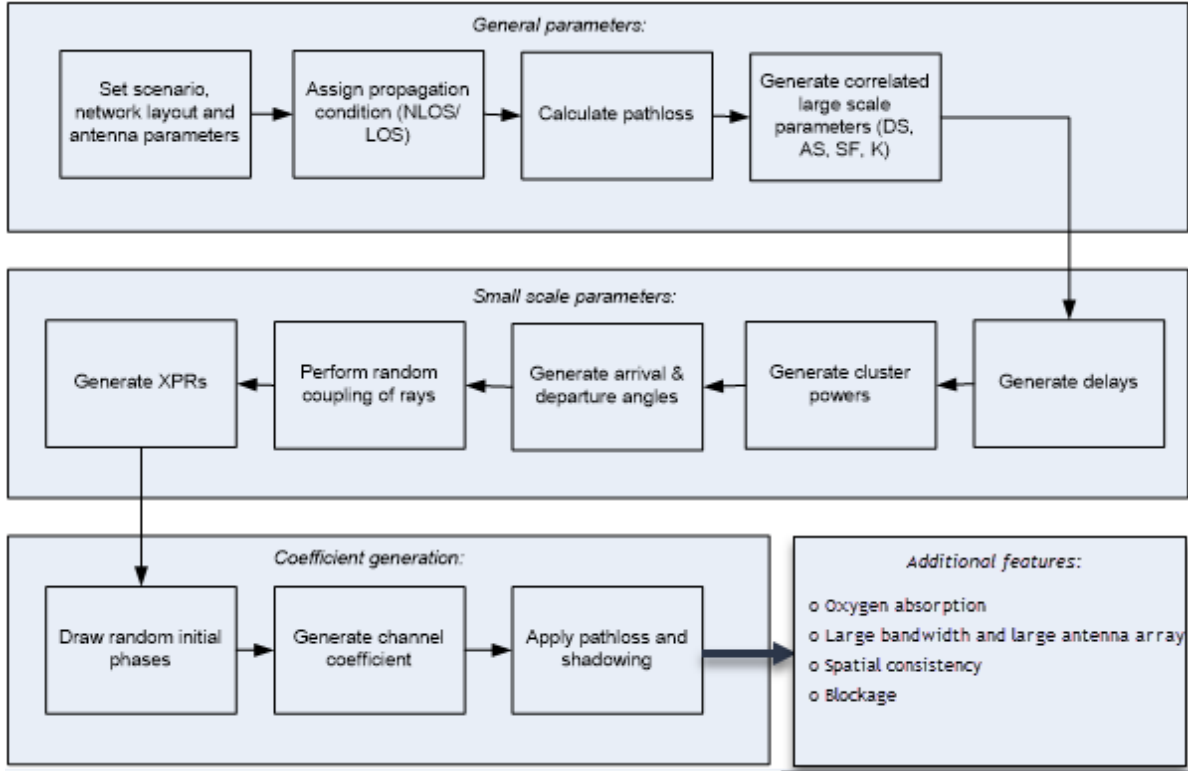 General parameters:
Set scenario,
network layout and
antenna parameters
Assign propagation
condition (NLOS/
LOS)
Calculate pathloss
Generate correlated
large scale
parameters (DS,
AS, SF, K)
Small scale parameters:
Generate XPRs
Perform random
coupling of rays
Generate arrival &
departure angles
Generate cluster
powers
Generate delays
Coefficient generation:
Draw random initial
phases
Generate channel
coefficient
Apply pathloss and
shadowing
Additional features:
o Oxygen absorption
o Large bandwidth and large antenna array
o Spatial consistency
o Blockage